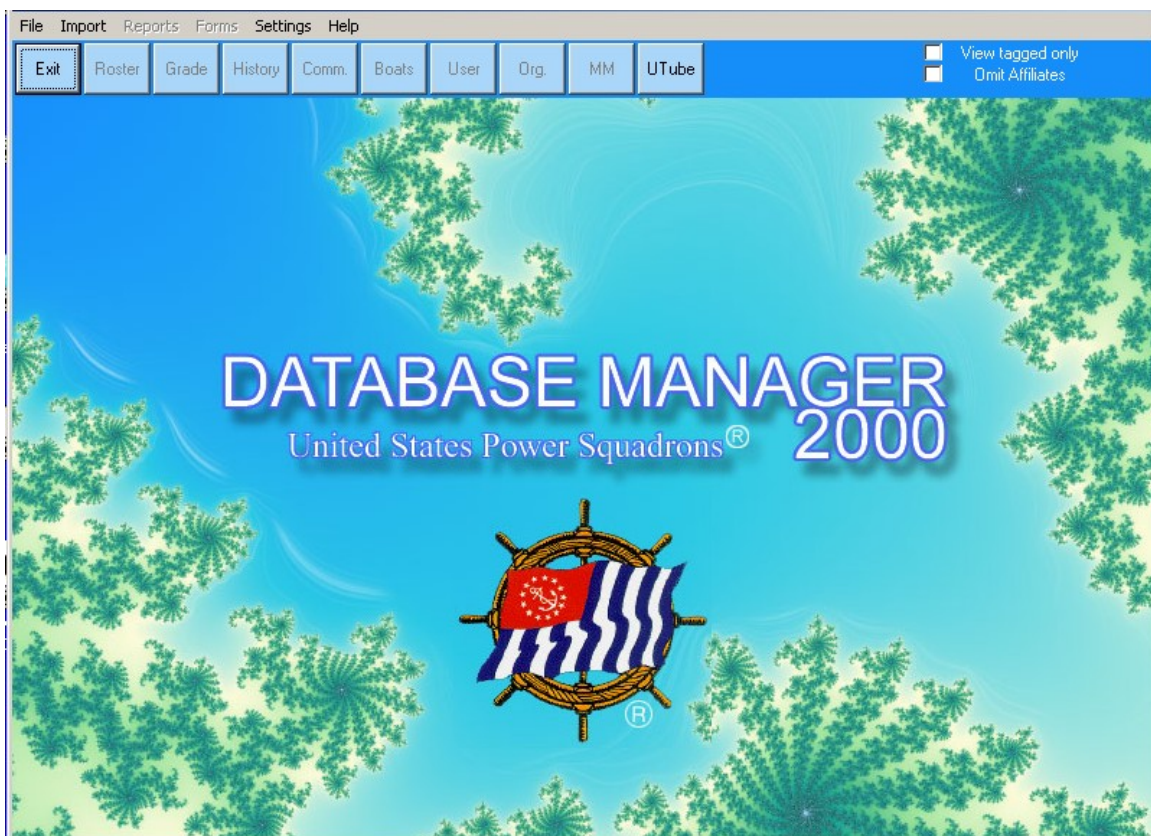 File Import Reports Forms Settings Help
Exit Roster Grade History Comm. Boats User Org. MM UTube
View tagged only
Omit Affiliates
DATABASE MANAGER
United States Power Squadrons® 2000
®